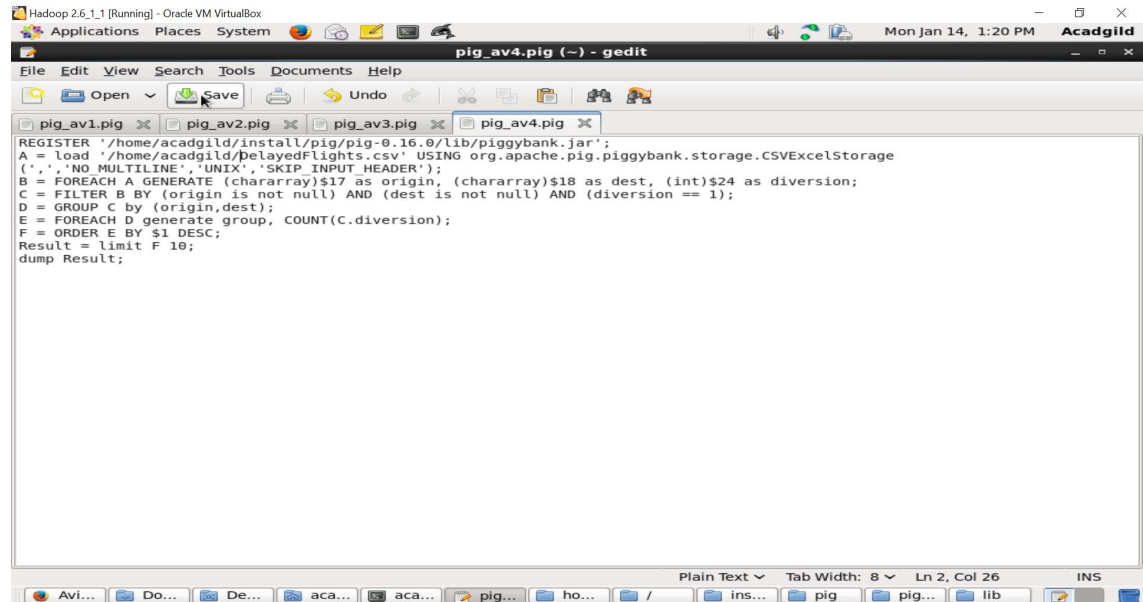 Hadoop 2.6_1_1 [Running] - Oracle VM VirtualBox
Applications Places System Mon Jan 14, 1:20 PM Acadgild
pig_av4.pig (~) - gedit
File Edit View Search Tools Documents Help
Open Save Undo
pig_av1.pig pig_av2.pig pig_av3.pig pig_av4.pig
REGISTER '/home/acadgild/install/pig/pig-0.16.0/lib/piggybank.jar';
A = load '/home/acadgild/DelayedFlights.csv' USING org.apache.pig.piggybank.storage.CSVExcelStorage
(',','NO_MULTILINE','UNIX','SKIP_INPUT_HEADER');
B = FOREACH A GENERATE (chararray)$17 as origin, (chararray)$18 as dest, (int)$24 as diversion;
C = FILTER B BY (origin is not null) AND (dest is not null) AND (diversion == 1);
D = GROUP C by (origin,dest);
E = FOREACH D generate group, COUNT(C.diversion);
F = ORDER E BY $1 DESC;
Result = limit F 10;
dump Result;
Plain Text Tab Width: 8 Ln 2, Col 26 INS
Avi... Do... De... aca... aca... pig... ho... / ins... pig pig... lib